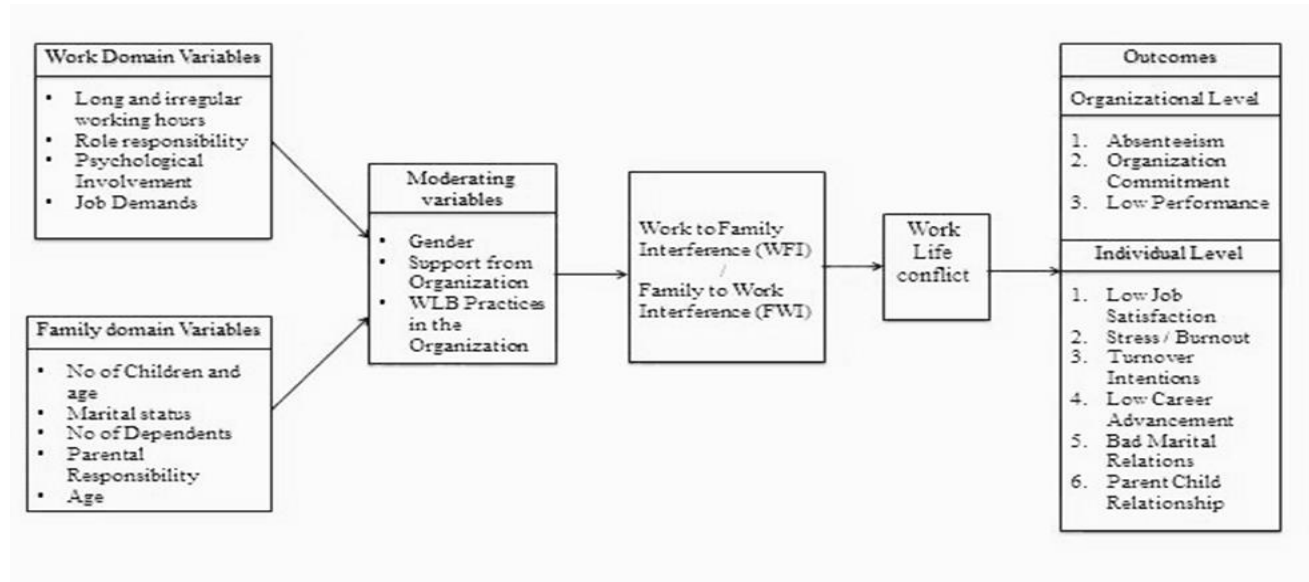 Work Domain Variables
• Long and irregular
working hours
• Role responsibility
• Psychological
Involvement
• Job Demands
Family domain Variables
• No of Children and
age
• Marital status
• No of Dependents
• Parental
Responsibility
• Age
Moderating
variables
• Gender
• Support from
Organization
• WLB Practices
in the
Organization
Work to Family
Interference (WFI)
/
Family to Work
Interference (FWI)
Work
Life
conflict
Outcomes
Organizational Level
1. Absenteeism
2. Organization
Commitment
3. Low Performance
Individual Level
1. Low Job
Satisfaction
2. Stress / Burnout
3. Turnover
Intentions
4. Low Career
Advancement
5. Bad Marital
Relations
6. Parent Child
Relationship